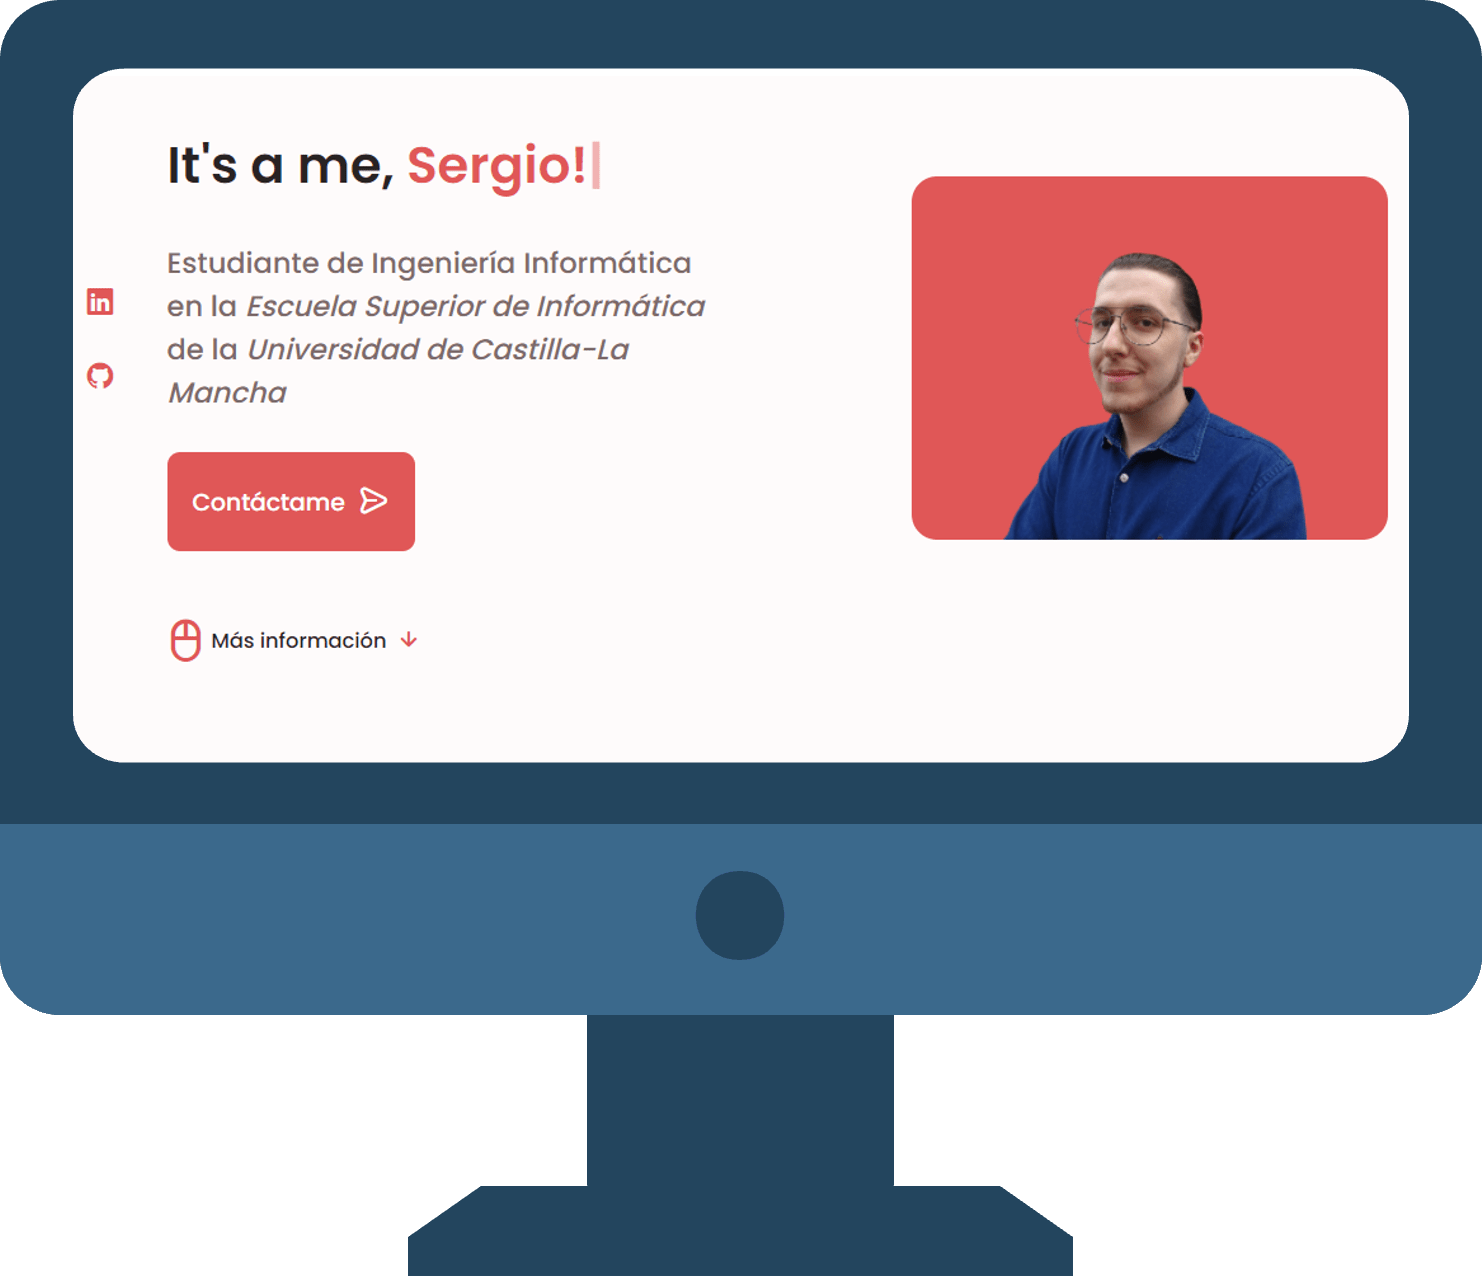 It's a me, Sergio!
Estudiante de Ingeniería Informática
en la Escuela Superior de Informática
de la Universidad de Castilla-La
Mancha
in
Contáctame
Más información